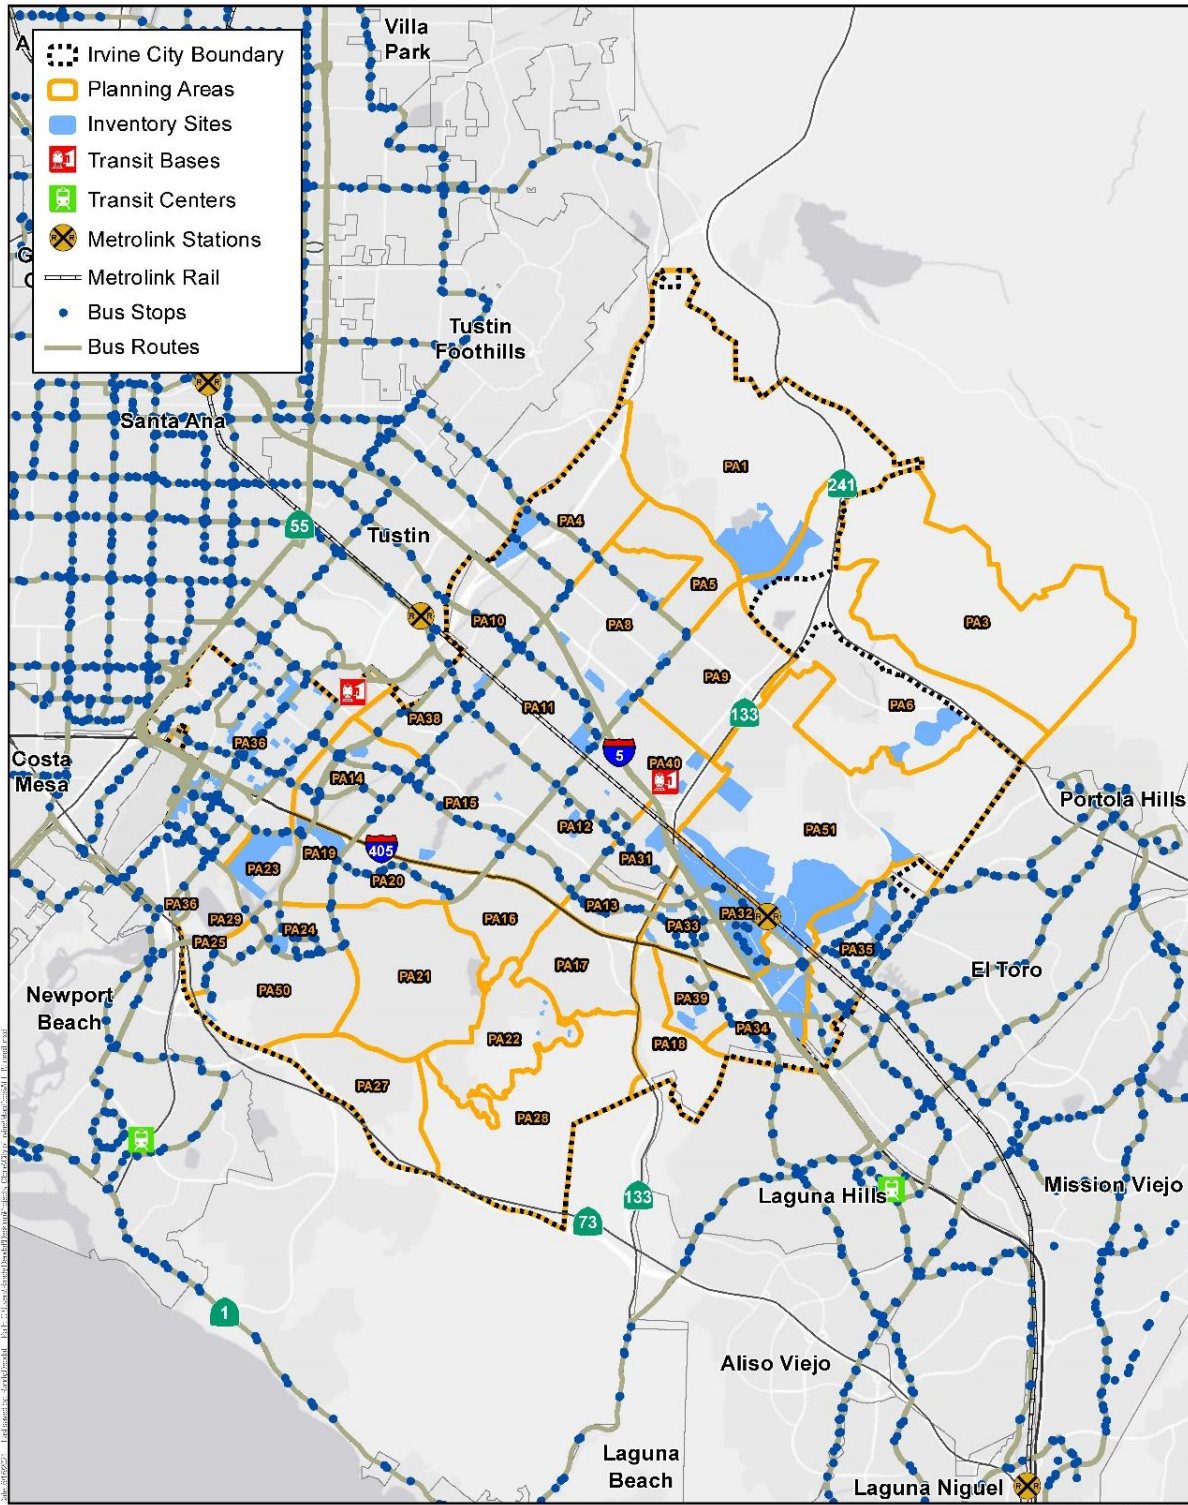 Villa
Park
A
Irvine City Boundary
Planning Areas
Inventory Sites
Transit Bases
Transit Centers
Metrolink Stations
G
Metrolink Rail
Bus Stops
Bus Routes
Tustin
Foothills
Santa Ana
PA1
241
55
Tustin
PA4
PA5
PA10
PA8
PA3
PA9
PA6
PA11
133
PA38
PA36
5
Costa
Mesa
PA40
PA14
Portola Hills
PA15
PA12
PA51
405
PA19
PA31
PA23
PA20
PA36
PA29
PA16
PA13
PA32
PA24
PA33
PA25
PA35
PA17
El Toro
PA21
PA50
Newport
Beach
PA39
PA34
PA22
PA18
PA27
PA28
Laguna Hills
Mission Viejo
133
73
1
Aliso Viejo
Laguna
Beach
Laguna Niguel